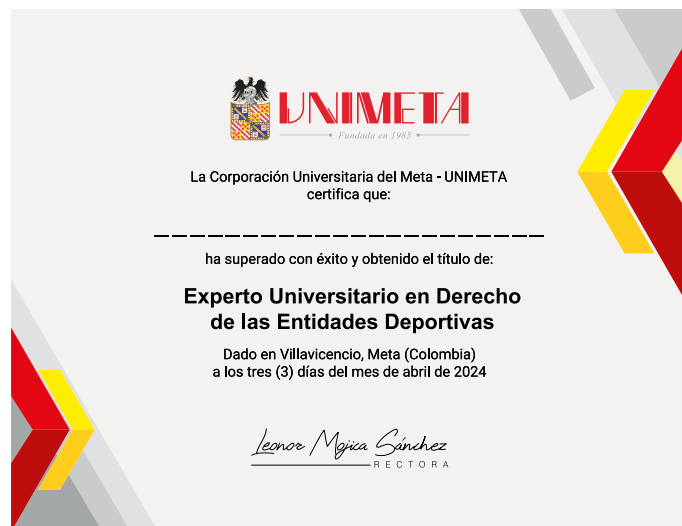 UNIMETA
Fundada en 1985
La Corporación Universitaria del Meta - UNIMETA
certifica que:
ha superado con éxito y obtenido el título de:
Experto Universitario en Derecho
de las Entidades Deportivas
Dado en Villavicencio, Meta (Colombia)
a los tres (3) días del mes de abril de 2024
Leonor Mojica Sánchez
RECTORA